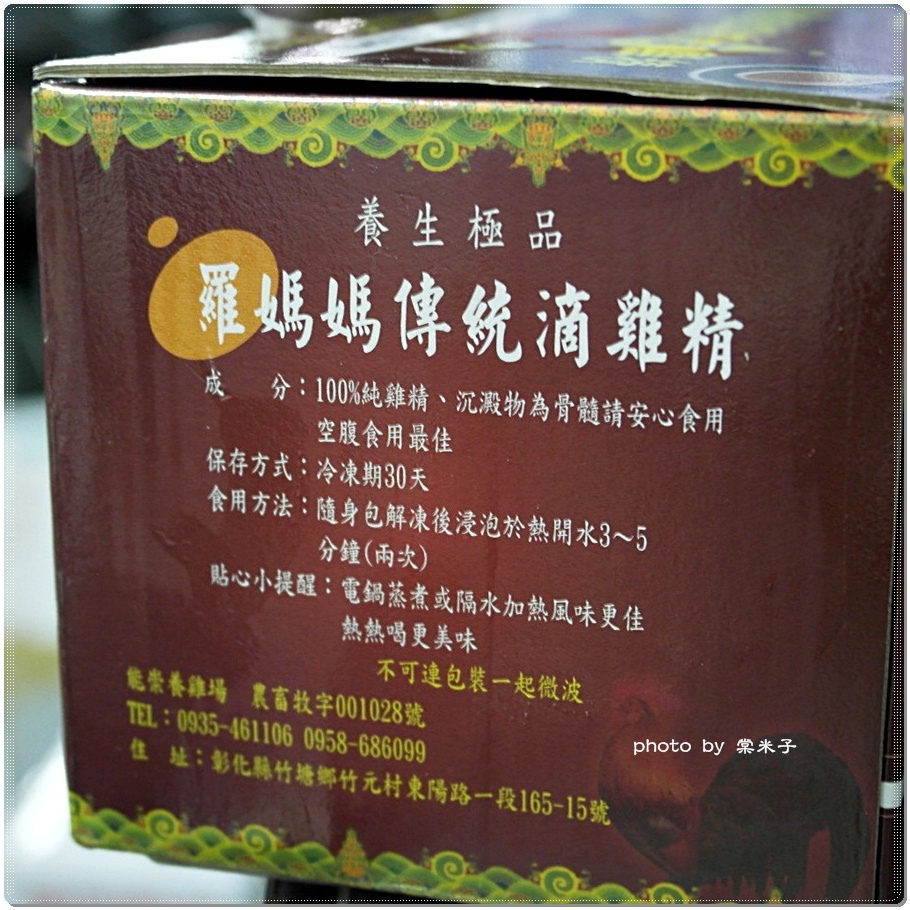 養生極品
羅媽媽傳統滴雞精
成　　分：100%純雞精、沉澱物為骨髓請安心食用
空腹食用最佳
保存方式：冷凍期30天
食用方法：隨身包解凍後浸泡於熱開水3～5
分鐘(兩次)
貼心小提醒：電鍋蒸煮或隔水加熱風味更佳
熱熱喝更美味
不可連包裝一起微波
能崇養雞場　農畜牧字001028號
TEL：0935-461106 0958-686099
住　址：彰化縣竹塘鄉竹元村東陽路一段165-15號
photo by 棠米子